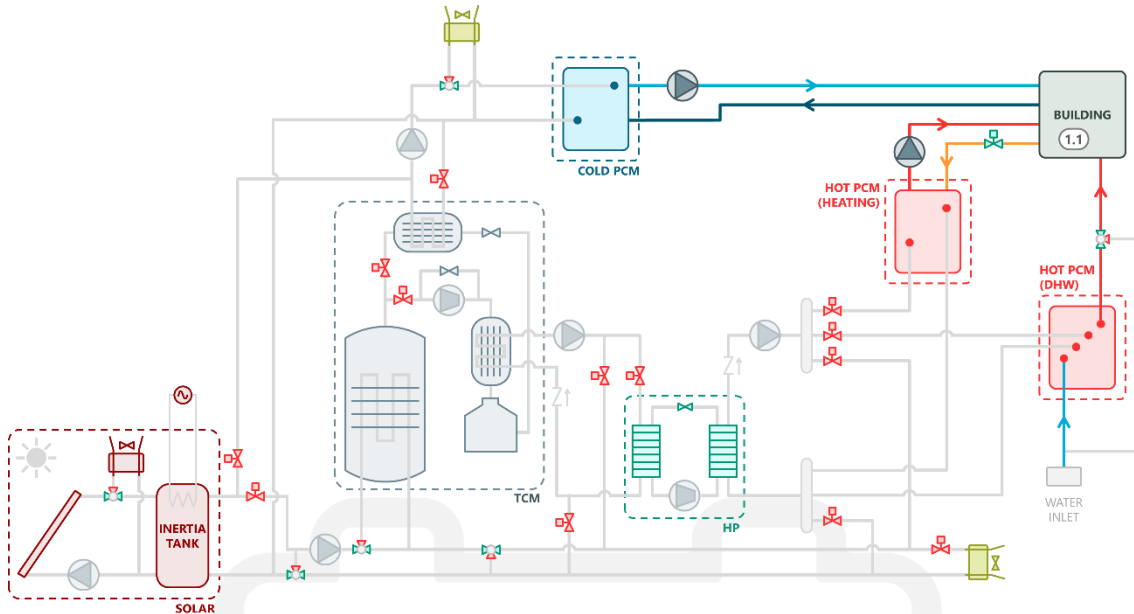 COLD PCM
BUILDING
1.1
HOT PCM
(HEATING)
HOT PCM
(DHW)
TCM
HP
WATER
INLET
INERTIA
TANK
SOLAR